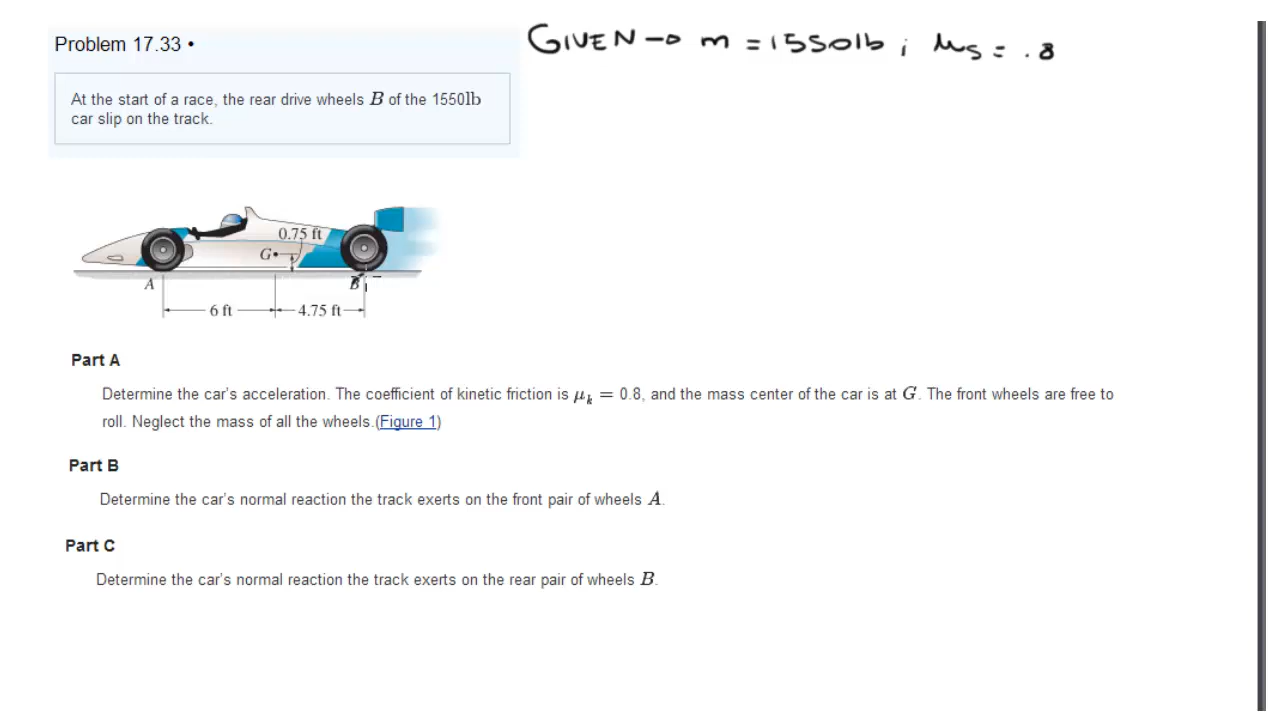 Problem 17.33 •
GIVEN → m = 1550lb ; μs = .8
At the start of a race, the rear drive wheels B of the 1550lb
car slip on the track.
0.75 ft
G
A
B
6 ft
4.75 ft
Part A
Determine the car's acceleration. The coefficient of kinetic friction is μk = 0.8, and the mass center of the car is at G. The front wheels are free to
roll. Neglect the mass of all the wheels.(Figure 1)
Part B
Determine the car's normal reaction the track exerts on the front pair of wheels A.
Part C
Determine the car's normal reaction the track exerts on the rear pair of wheels B.